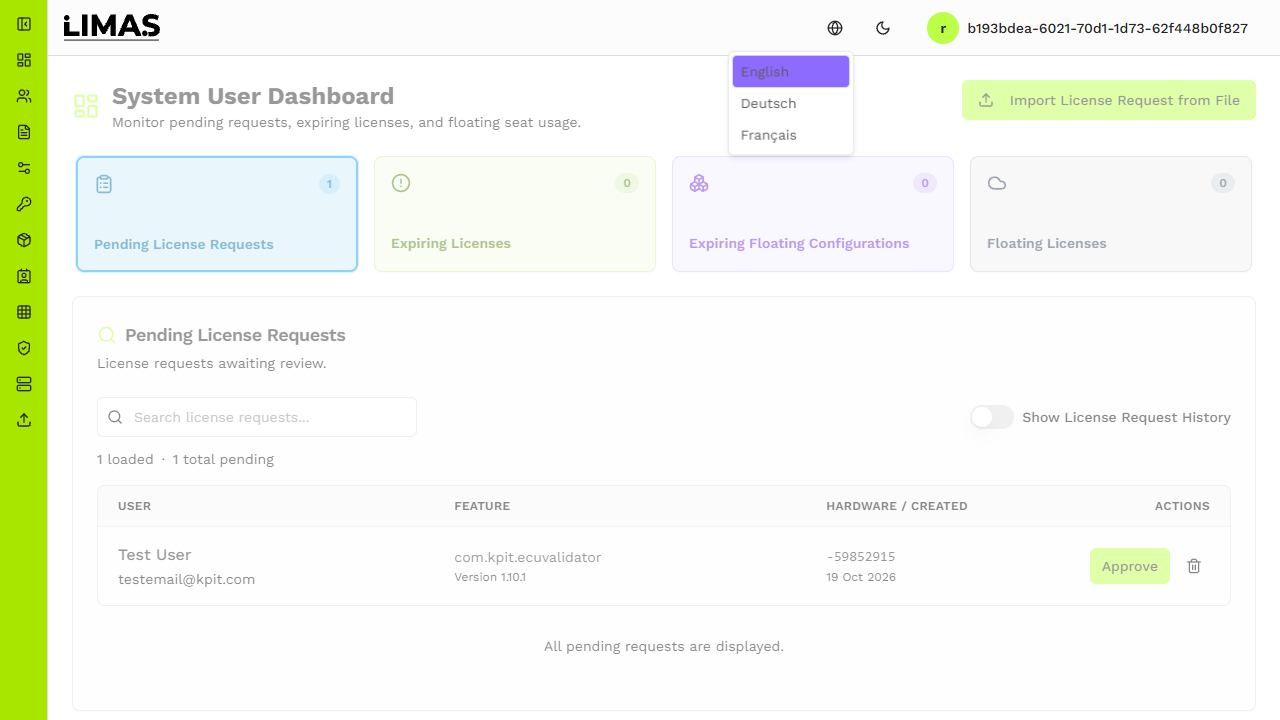 LIMAS
r
b193bdea-6021-70d1-1d73-62f448b0f827
English
Deutsch
Français
System User Dashboard
Monitor pending requests, expiring licenses, and floating seat usage.
Import License Request from File
1
Pending License Requests
0
Expiring Licenses
0
Expiring Floating Configurations
0
Floating Licenses
Pending License Requests
License requests awaiting review.
Search license requests...
Show License Request History
1 loaded · 1 total pending
USER FEATURE HARDWARE / CREATED ACTIONS
Test User com.kpit.ecuvalidator -59852915 Approve
testemail@kpit.com Version 1.10.1 19 Oct 2026
All pending requests are displayed.